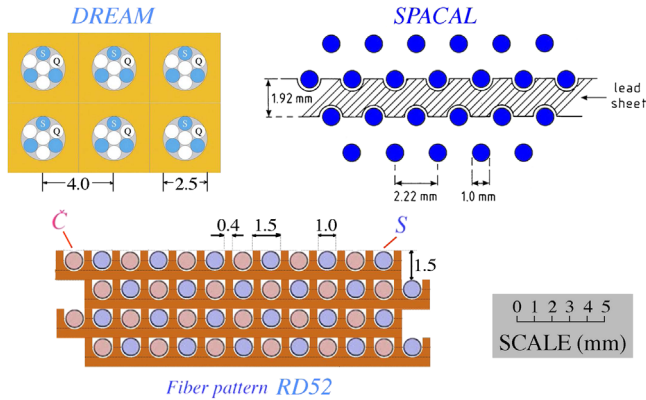 DREAM
SPACAL
S Q S Q S Q
S Q S Q S Q
4.0 2.5
1.92 mm
lead
sheet
2.22 mm
1.0 mm
Č
S
0.4 1.5 1.0
1.5
0 1 2 3 4 5
SCALE (mm)
Fiber pattern RD52